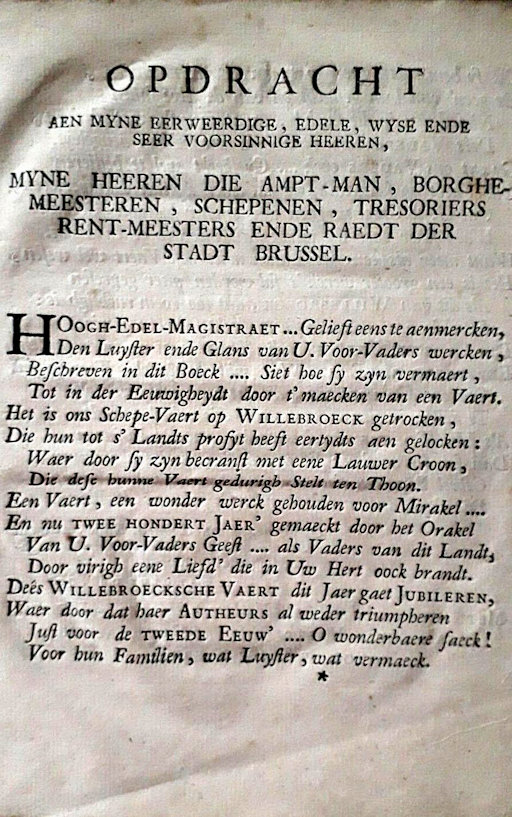 OPDRACHT
AEN MYNE EERWEERDIGE, EDELE, WYSE ENDE
SEER VOORSINNIGE HEEREN,
MYNE HEEREN DIE AMPT-MAN, BORGHE-
MEESTEREN, SCHEPENEN, TRESORIERS
RENT-MEESTERS ENDE RAEDT DER
STADT BRUSSEL.
HOOGH-EDEL-MAGISTRAET... Gelieft eens te aenmercken,
Den Luyster ende Glans van U. Voor-Vaders wercken,
Beschreven in dit Boeck .... Siet hoe sy zyn vermaert,
Tot in der Eeuwigheydt door t'maecken van een Vaert.
Het is ons Schepe-Vaert op WILLEBROECK getrocken,
Die hun tot s'Landts profyt heeft eertydts aen gelocken:
Waer door sy zyn becranst met eene Lauwer Croon,
Die dese hunne Vaert gedurigh Stelt ten Thoon.
Een Vaert, een wonder werck gehouden voor Mirakel ....
En nu TWEE HONDERT JAER' gemaeckt door het Orakel
Van U. Voor-Vaders Geest .... als Vaders van dit Landt,
Door virigh eene Liefd' die in Uw Hert oock brandt.
Deês WILLEBROECKSCHE VAERT dit Jaer gaet JUBILEREN,
Waer door dat haer AUTHEURS al weder triumpheren
Just voor de TWEEDE EEUW' .... O wonderbaere saeck!
Voor hun Familien, wat Luyster, wat vermaeck.
*